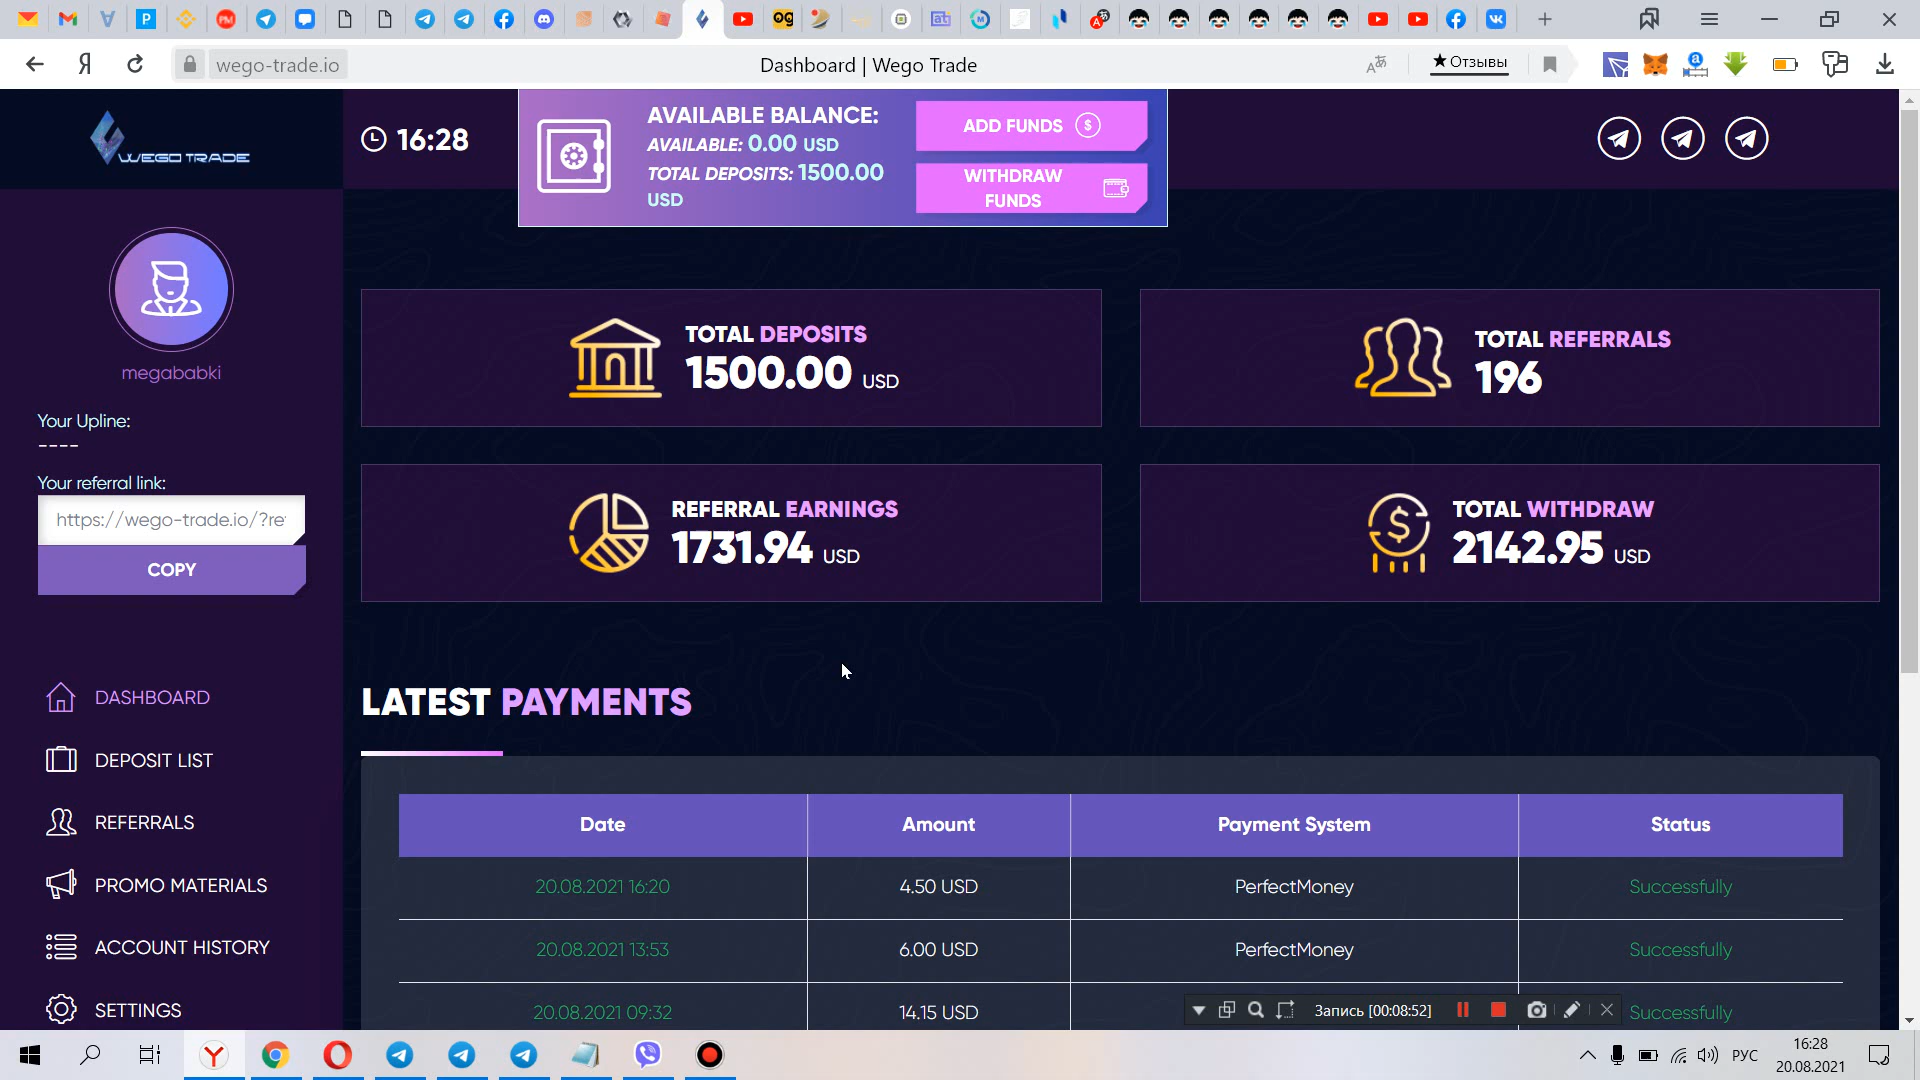 wego-trade.io
Dashboard | Wego Trade
★Отзывы
WEGO TRADE
16:28
AVAILABLE BALANCE:
AVAILABLE: 0.00 USD
TOTAL DEPOSITS: 1500.00
USD
ADD FUNDS
WITHDRAW
FUNDS
megababki
Your Upline:
----
Your referral link:
https://wego-trade.io/?re
COPY
TOTAL DEPOSITS
1500.00 USD
TOTAL REFERRALS
196
REFERRAL EARNINGS
1731.94 USD
TOTAL WITHDRAW
2142.95 USD
DASHBOARD
DEPOSIT LIST
REFERRALS
PROMO MATERIALS
ACCOUNT HISTORY
SETTINGS
LATEST PAYMENTS
Date Amount Payment System Status
20.08.2021 16:20 4.50 USD PerfectMoney Successfully
20.08.2021 13:53 6.00 USD PerfectMoney Successfully
20.08.2021 09:32 14.15 USD Successfully
Запись [00:08:52]
РУС
16:28
20.08.2021